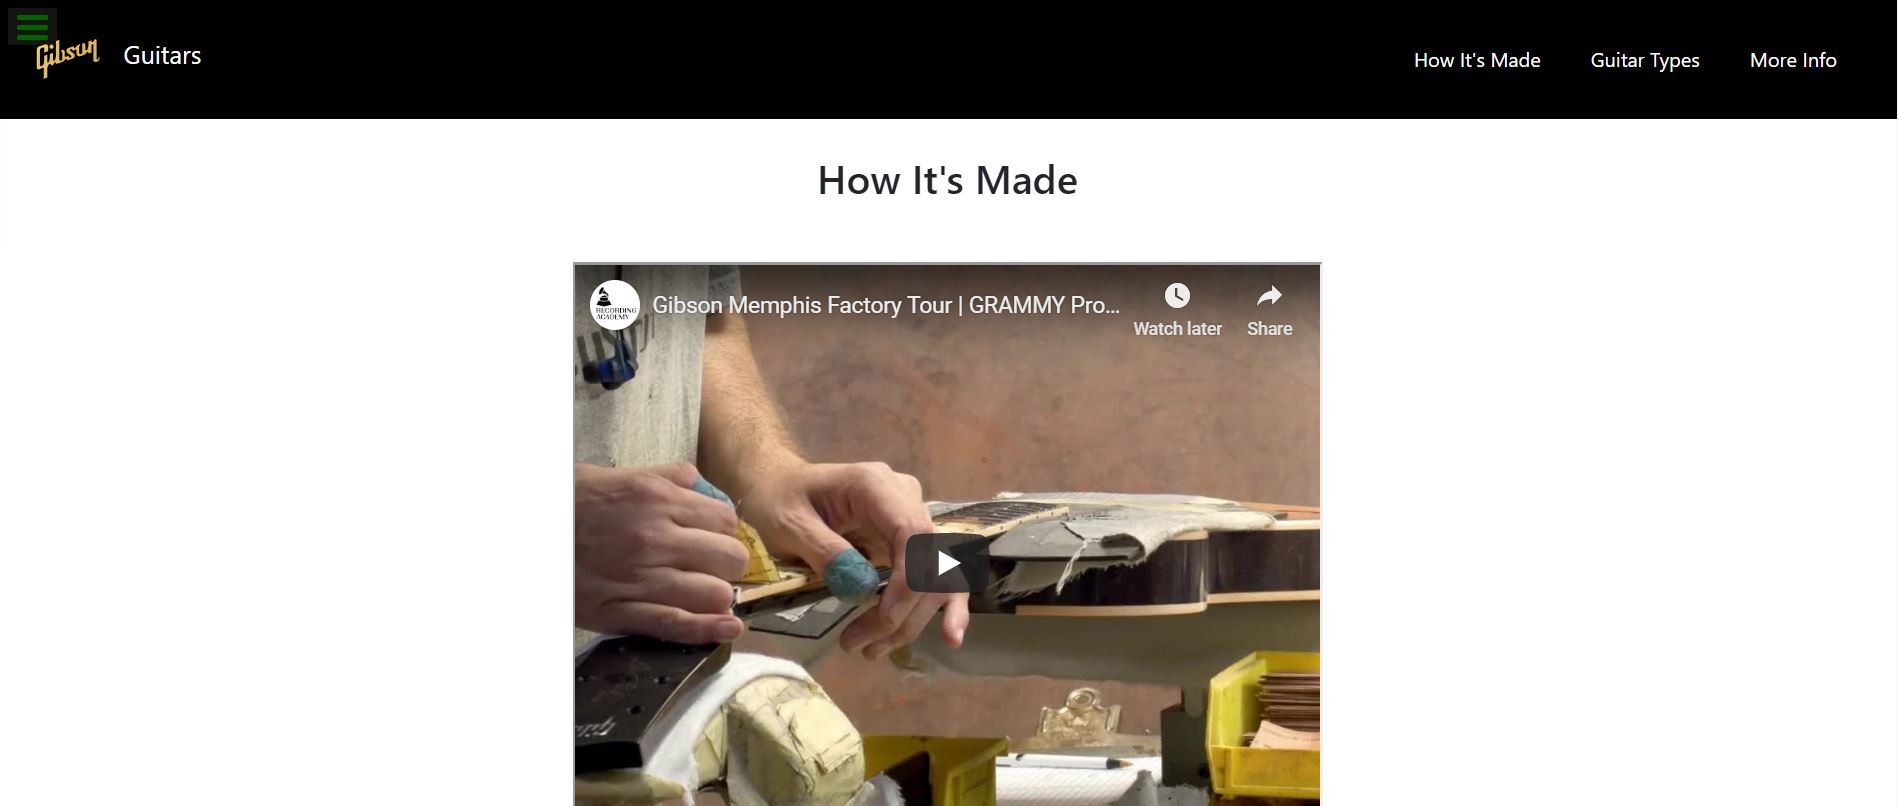 Gibson
Guitars
How It's Made
Guitar Types
More Info
How It's Made
RECORDING
ACADEMY
Gibson Memphis Factory Tour | GRAMMY Pro...
Watch later
Share